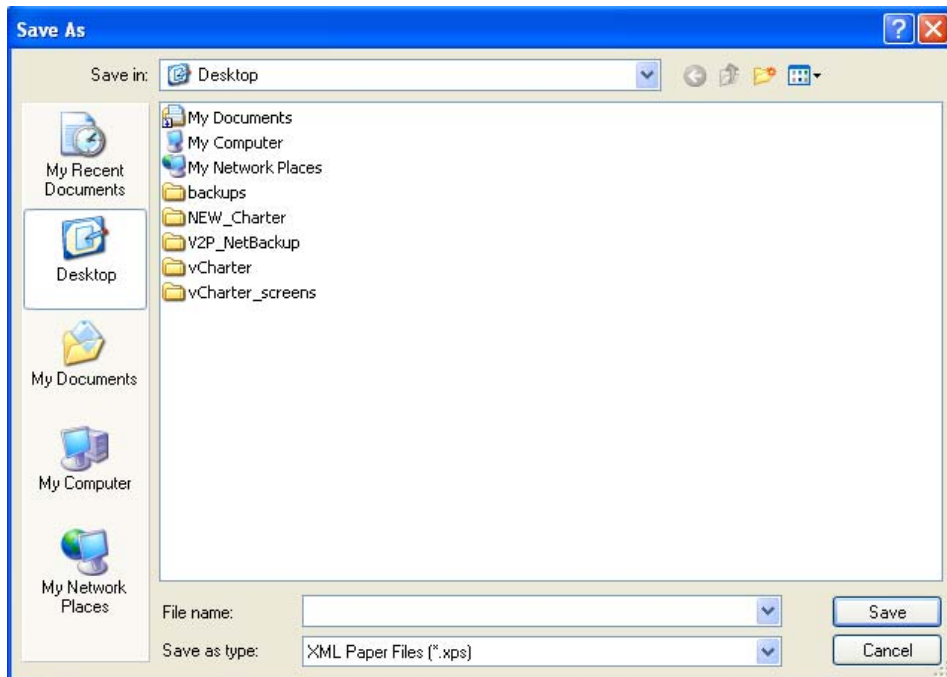 Save As
Save in:
Desktop
My Recent
Documents
Desktop
My Documents
My Computer
My Network
Places
My Documents
My Computer
My Network Places
backups
NEW_Charter
V2P_NetBackup
vCharter
vCharter_screens
File name:
Save
Save as type:
XML Paper Files (*.xps)
Cancel